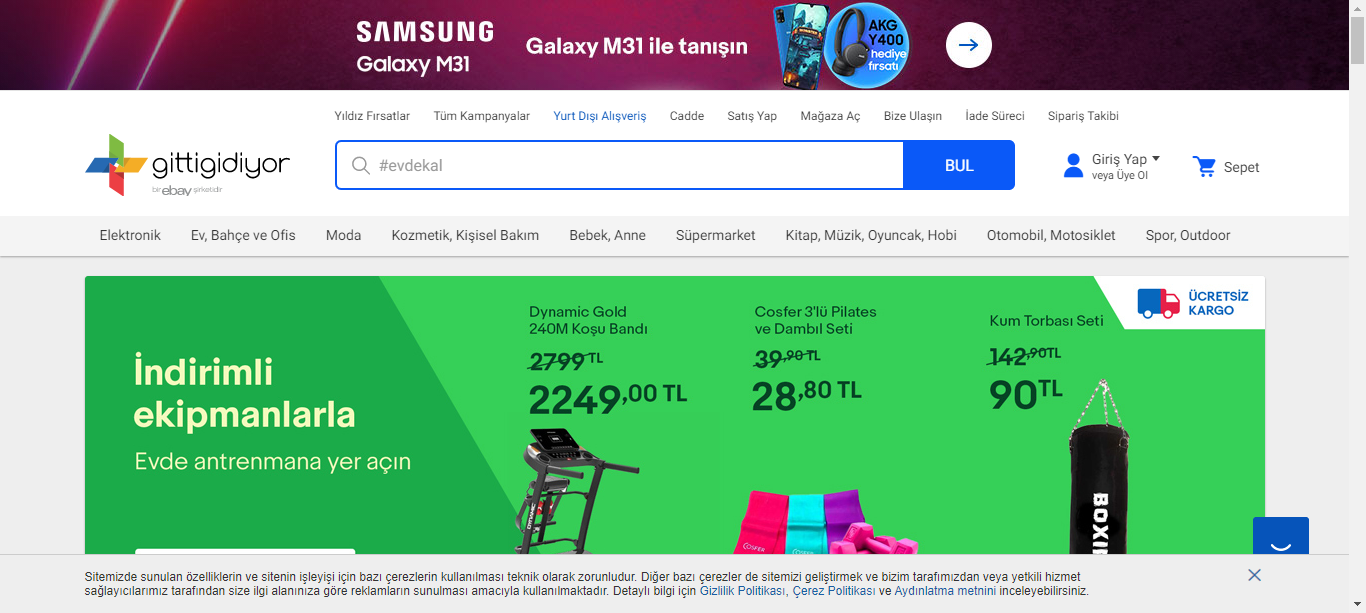 SAMSUNG
Galaxy M31
Galaxy M31 ile tanışın
AKG
Y400
hediye
fırsatı
Yıldız Fırsatlar Tüm Kampanyalar Yurt Dışı Alışveriş Cadde Satış Yap Mağaza Aç Bize Ulaşın İade Süreci Sipariş Takibi
gittigidiyor
bir ebay şirketidir
#evdekal
BUL
Giriş Yap
veya Üye Ol
Sepet
Elektronik Ev, Bahçe ve Ofis Moda Kozmetik, Kişisel Bakım Bebek, Anne Süpermarket Kitap, Müzik, Oyuncak, Hobi Otomobil, Motosiklet Spor, Outdoor
İndirimli
ekipmanlarla
Evde antrenmana yer açın
Dynamic Gold
240M Koşu Bandı
2799 TL
2249,00 TL
Cosfer 3'lü Pilates
ve Dambıl Seti
39,90 TL
28,80 TL
Kum Torbası Seti
142,90TL
90TL
ÜCRETSİZ
KARGO
DYNAMIC
COSFER
COSFER
BOXIN
Sitemizde sunulan özelliklerin ve sitenin işleyişi için bazı çerezlerin kullanılması teknik olarak zorunludur. Diğer bazı çerezler de sitemizi geliştirmek ve bizim tarafımızdan veya yetkili hizmet
sağlayıcılarımız tarafından size ilgi alanınıza göre reklamların sunulması amacıyla kullanılmaktadır. Detaylı bilgi için Gizlilik Politikası, Çerez Politikası ve Aydınlatma metnini inceleyebilirsiniz.